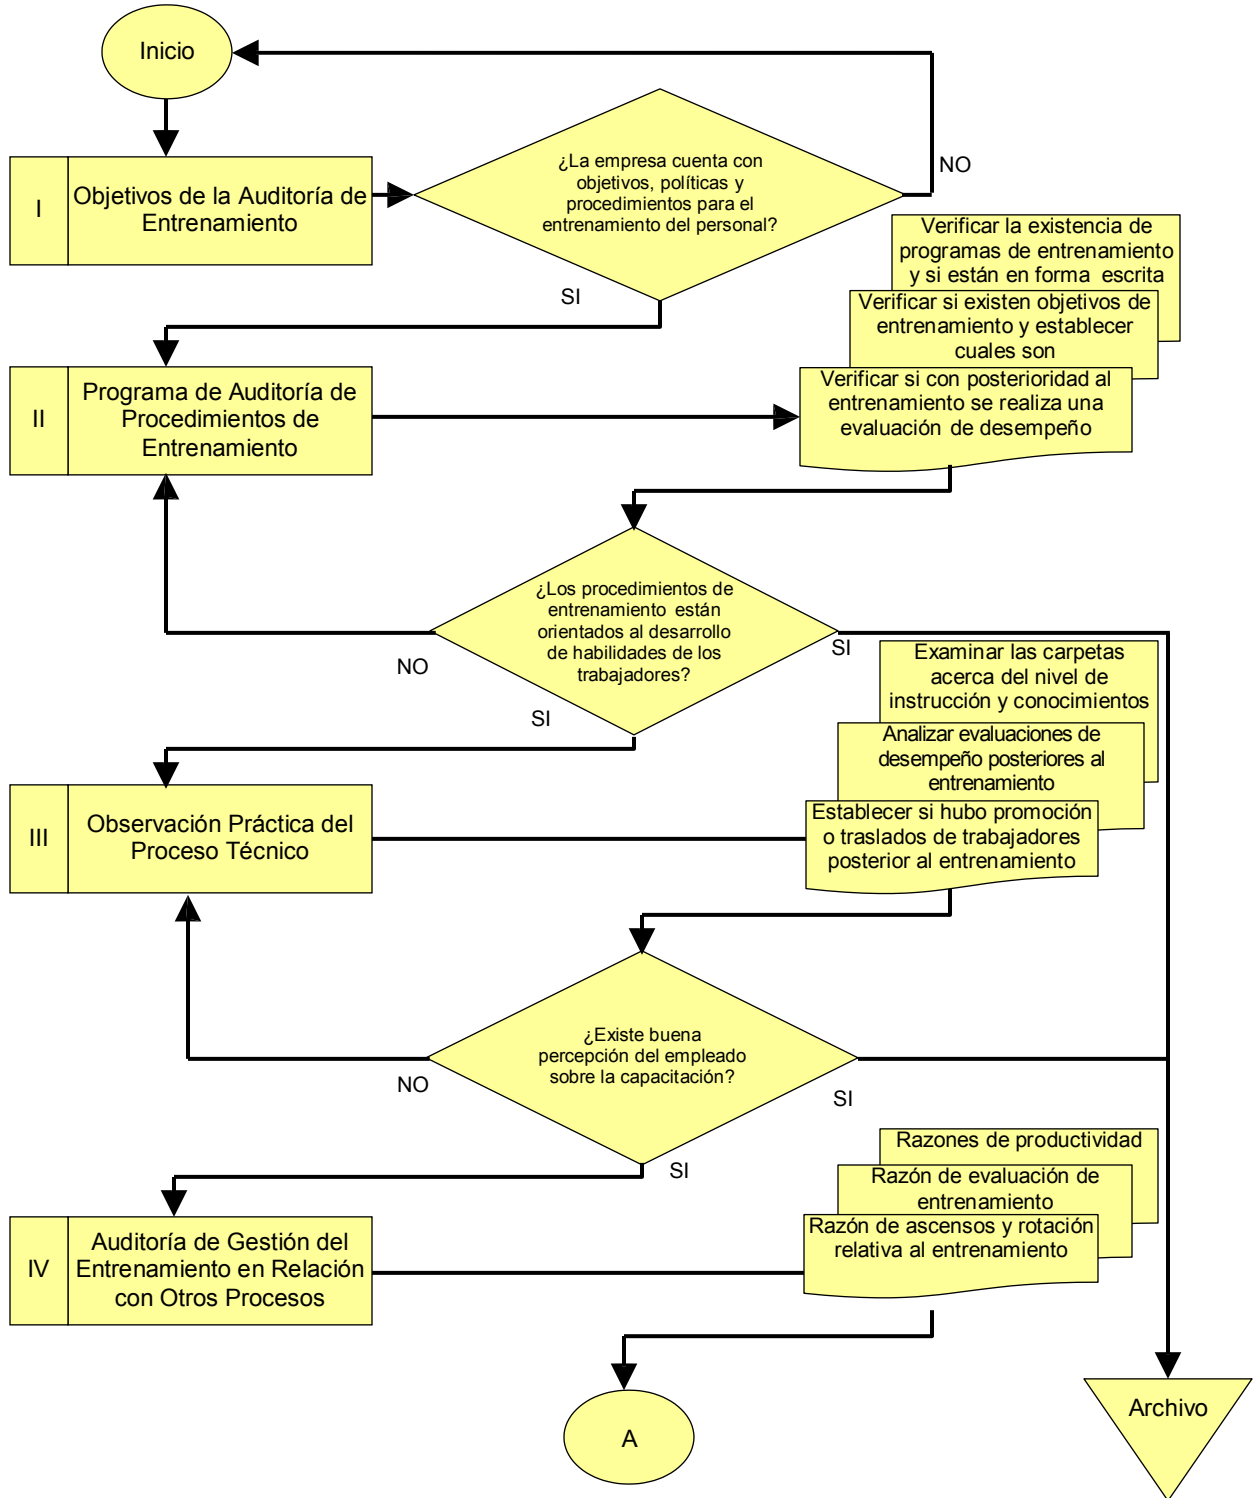 Inicio
I
Objetivos de la Auditoría de
Entrenamiento
¿La empresa cuenta con
objetivos, políticas y
procedimientos para el
entrenamiento del personal?
NO
SI
Verificar la existencia de
programas de entrenamiento
y si están en forma escrita
Verificar si existen objetivos de
entrenamiento y establecer
cuales son
Verificar si con posterioridad al
entrenamiento se realiza una
evaluación de desempeño
II
Programa de Auditoría de
Procedimientos de
Entrenamiento
¿Los procedimientos de
entrenamiento están
orientados al desarrollo
de habilidades de los
trabajadores?
NO
SI
SI
Examinar las carpetas
acerca del nivel de
instrucción y conocimientos
Analizar evaluaciones de
desempeño posteriores al
entrenamiento
Establecer si hubo promoción
o traslados de trabajadores
posterior al entrenamiento
III
Observación Práctica del
Proceso Técnico
¿Existe buena
percepción del empleado
sobre la capacitación?
NO
SI
SI
Razones de productividad
Razón de evaluación de
entrenamiento
Razón de ascensos y rotación
relativa al entrenamiento
IV
Auditoría de Gestión del
Entrenamiento en Relación
con Otros Procesos
A
Archivo